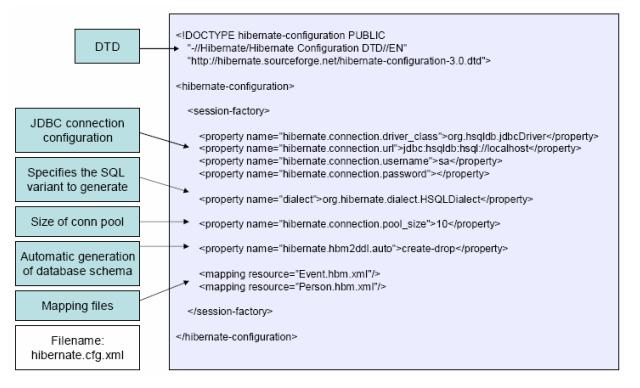 DTD
JDBC connection
configuration
Specifies the SQL
variant to generate
Size of conn pool
Automatic generation
of database schema
Mapping files
Filename:
hibernate.cfg.xml
<!DOCTYPE hibernate-configuration PUBLIC
"-//Hibernate/Hibernate Configuration DTD//EN"
"http://hibernate.sourceforge.net/hibernate-configuration-3.0.dtd">
<hibernate-configuration>
<session-factory>
<property name="hibernate.connection.driver_class">org.hsqldb.jdbcDriver</property>
<property name="hibernate.connection.url">jdbc:hsqldb:hsql://localhost</property>
<property name="hibernate.connection.username">sa</property>
<property name="hibernate.connection.password"></property>
<property name="dialect">org.hibernate.dialect.HSQLDialect</property>
<property name="hibernate.connection.pool_size">10</property>
<property name="hibernate.hbm2ddl.auto">create-drop</property>
<mapping resource="Event.hbm.xml"/>
<mapping resource="Person.hbm.xml"/>
</session-factory>
</hibernate-configuration>